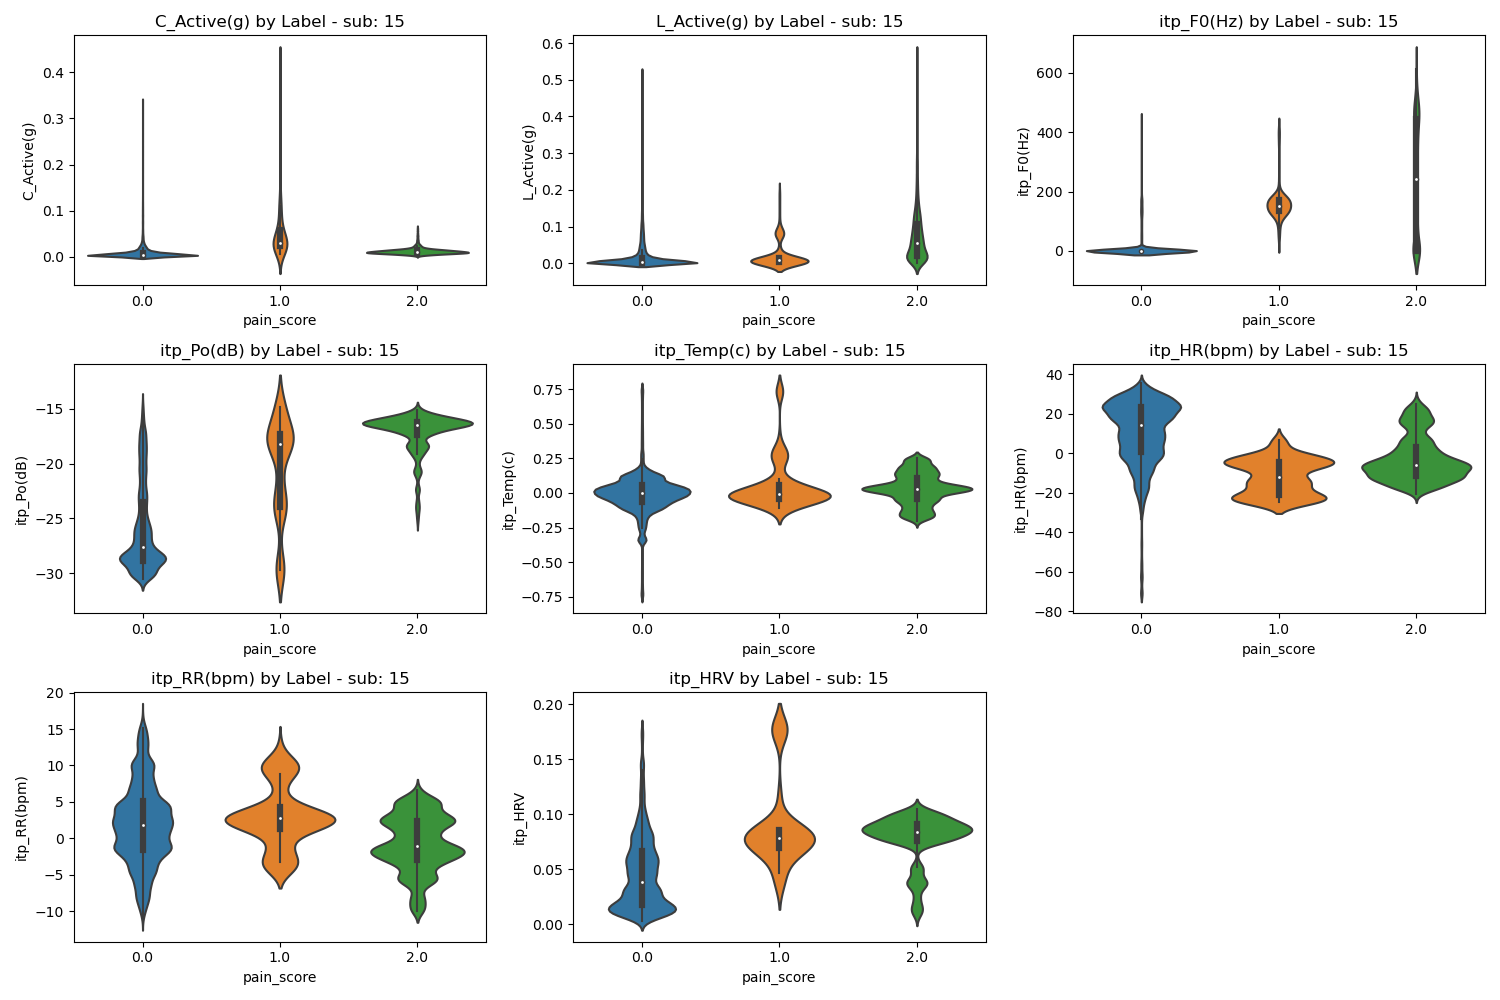 C_Active(g) by Label - sub: 15
C_Active(g)
0.4
0.3
0.2
0.1
0.0
0.0 1.0 2.0
pain_score
L_Active(g) by Label - sub: 15
L_Active(g)
0.6
0.5
0.4
0.3
0.2
0.1
0.0
0.0 1.0 2.0
pain_score
itp_F0(Hz) by Label - sub: 15
itp_F0(Hz)
600
400
200
0
0.0 1.0 2.0
pain_score
itp_Po(dB) by Label - sub: 15
itp_Po(dB)
−15
−20
−25
−30
0.0 1.0 2.0
pain_score
itp_Temp(c) by Label - sub: 15
itp_Temp(c)
0.75
0.50
0.25
0.00
−0.25
−0.50
−0.75
0.0 1.0 2.0
pain_score
itp_HR(bpm) by Label - sub: 15
itp_HR(bpm)
40
20
0
−20
−40
−60
−80
0.0 1.0 2.0
pain_score
itp_RR(bpm) by Label - sub: 15
itp_RR(bpm)
20
15
10
5
0
−5
−10
0.0 1.0 2.0
pain_score
itp_HRV by Label - sub: 15
itp_HRV
0.20
0.15
0.10
0.05
0.00
0.0 1.0 2.0
pain_score